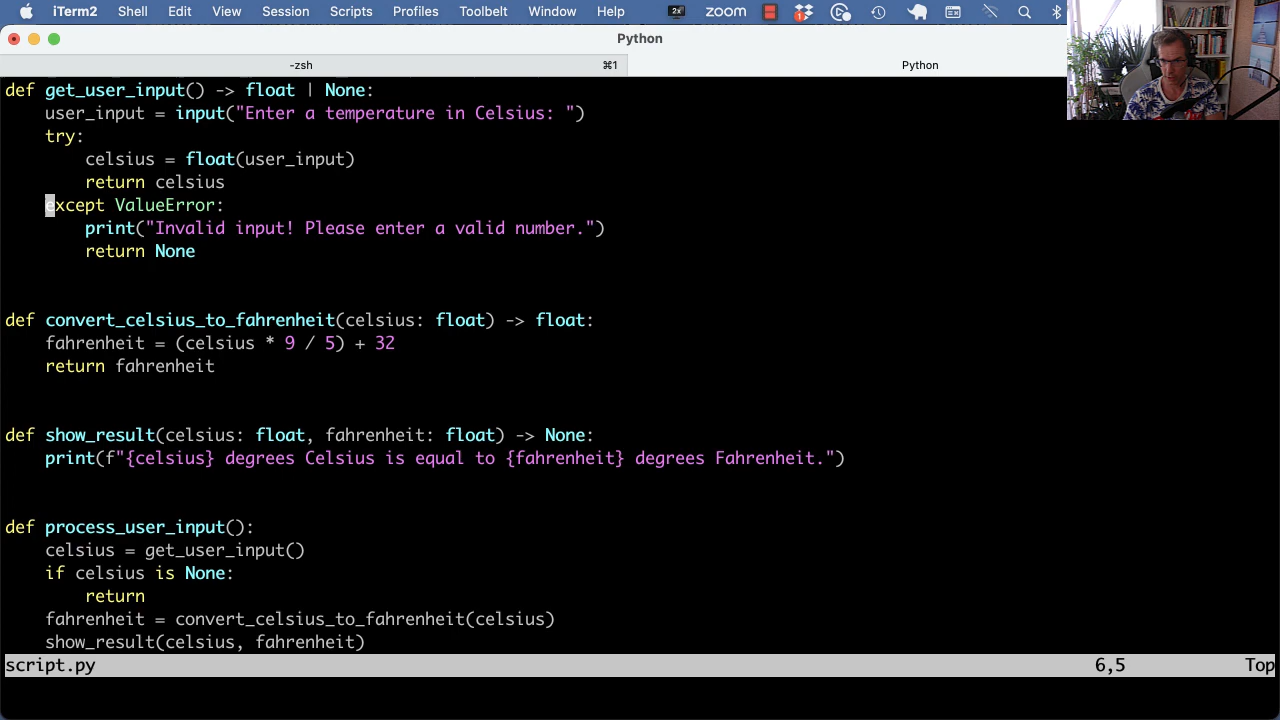 iTerm2 Shell Edit View Session Scripts Profiles Toolbelt Window Help 2x zoom 1
Python
-zsh ⌘1 Python
def get_user_input() -> float | None:
    user_input = input("Enter a temperature in Celsius: ")
    try:
        celsius = float(user_input)
        return celsius
    except ValueError:
        print("Invalid input! Please enter a valid number.")
        return None
def convert_celsius_to_fahrenheit(celsius: float) -> float:
    fahrenheit = (celsius * 9 / 5) + 32
    return fahrenheit
def show_result(celsius: float, fahrenheit: float) -> None:
    print(f"{celsius} degrees Celsius is equal to {fahrenheit} degrees Fahrenheit.")
def process_user_input():
    celsius = get_user_input()
    if celsius is None:
        return
    fahrenheit = convert_celsius_to_fahrenheit(celsius)
    show_result(celsius, fahrenheit)
script.py 6,5 Top